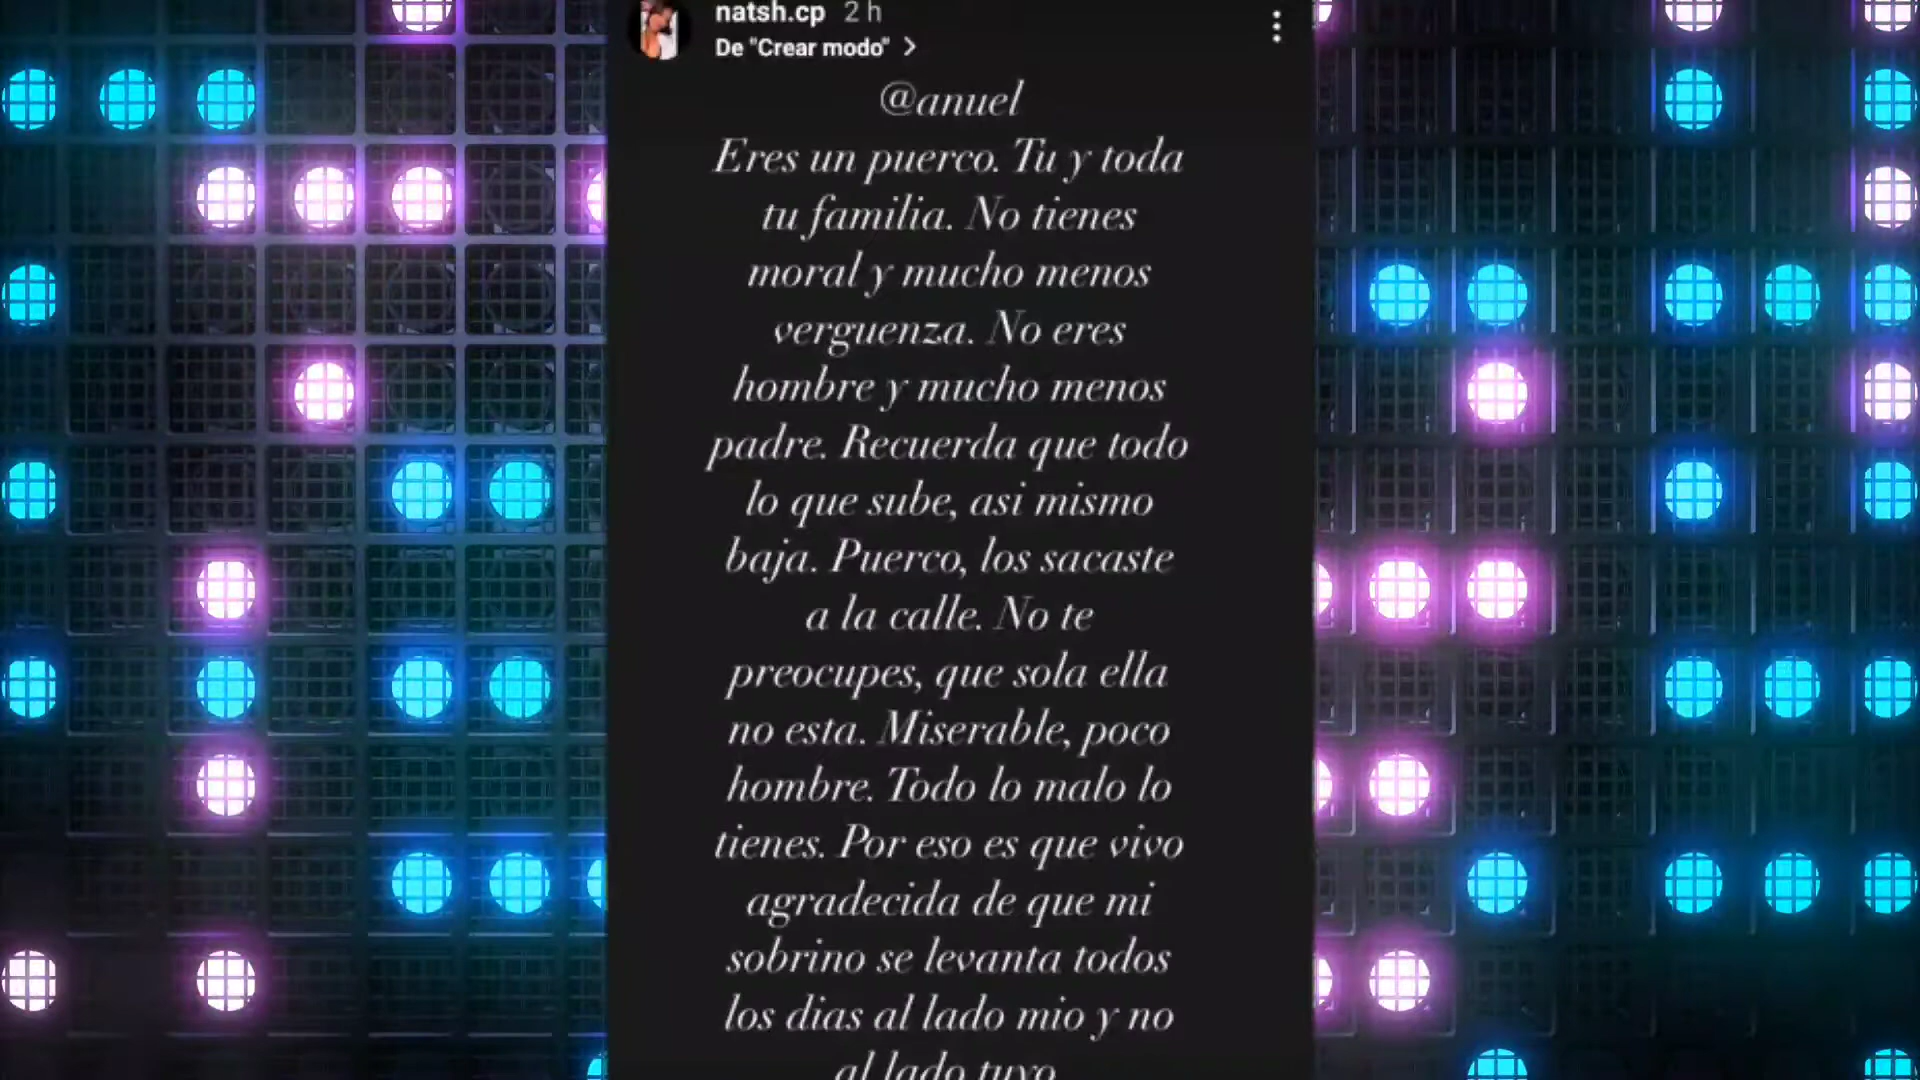 natsh.cp 2 h
De "Crear modo" >
@anuel
Eres un puerco. Tu y toda
tu familia. No tienes
moral y mucho menos
verguenza. No eres
hombre y mucho menos
padre. Recuerda que todo
lo que sube, asi mismo
baja. Puerco, los sacaste
a la calle. No te
preocupes, que sola ella
no esta. Miserable, poco
hombre. Todo lo malo lo
tienes. Por eso es que vivo
agradecida de que mi
sobrino se levanta todos
los dias al lado mio y no
al lado tuyo